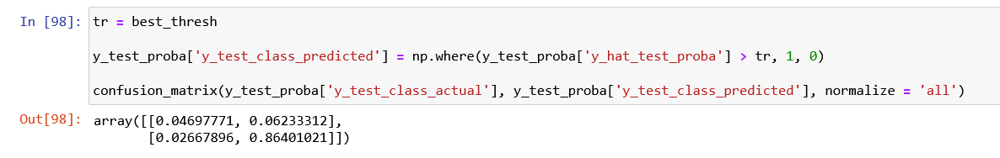 In [98]: tr = best_thresh
y_test_proba['y_test_class_predicted'] = np.where(y_test_proba['y_hat_test_proba'] > tr, 1, 0)
confusion_matrix(y_test_proba['y_test_class_actual'], y_test_proba['y_test_class_predicted'], normalize = 'all')
Out[98]: array([[0.04697771, 0.06233312],
[0.02667896, 0.86401021]])